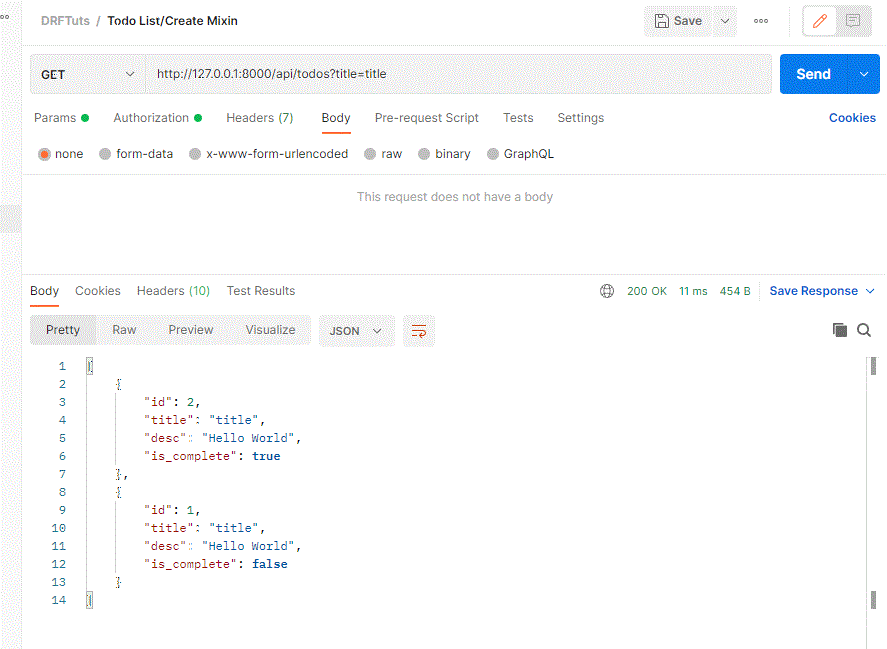 DRFTuts / Todo List/Create Mixin Save
GET http://127.0.0.1:8000/api/todos?title=title Send
Params Authorization Headers (7) Body Pre-request Script Tests Settings Cookies
none form-data x-www-form-urlencoded raw binary GraphQL
This request does not have a body
Body Cookies Headers (10) Test Results 200 OK 11 ms 454 B Save Response
Pretty Raw Preview Visualize JSON
1 [
2 {
3 "id": 2,
4 "title": "title",
5 "desc": "Hello World",
6 "is_complete": true
7 },
8 {
9 "id": 1,
10 "title": "title",
11 "desc": "Hello World",
12 "is_complete": false
13 }
14 ]